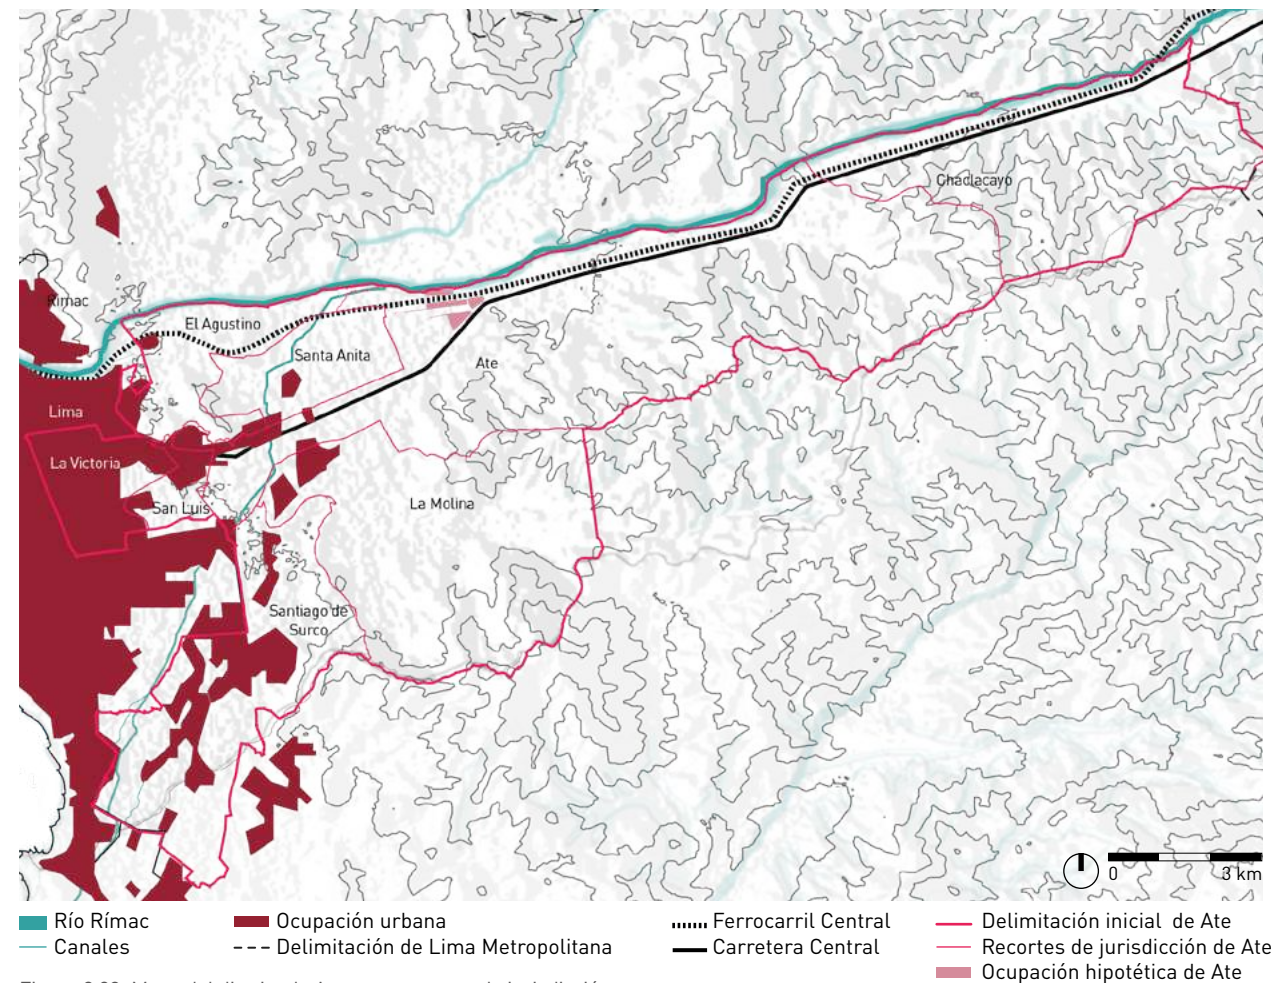 Chaclacayo
Rímac
El Agustino
Santa Anita
Ate
Lima
La Victoria
San Luis
La Molina
Santiago de
Surco
0 3 km
Río Rímac
Canales
Ocupación urbana
Delimitación de Lima Metropolitana
Ferrocarril Central
Carretera Central
Delimitación inicial de Ate
Recortes de jurisdicción de Ate
Ocupación hipotética de Ate